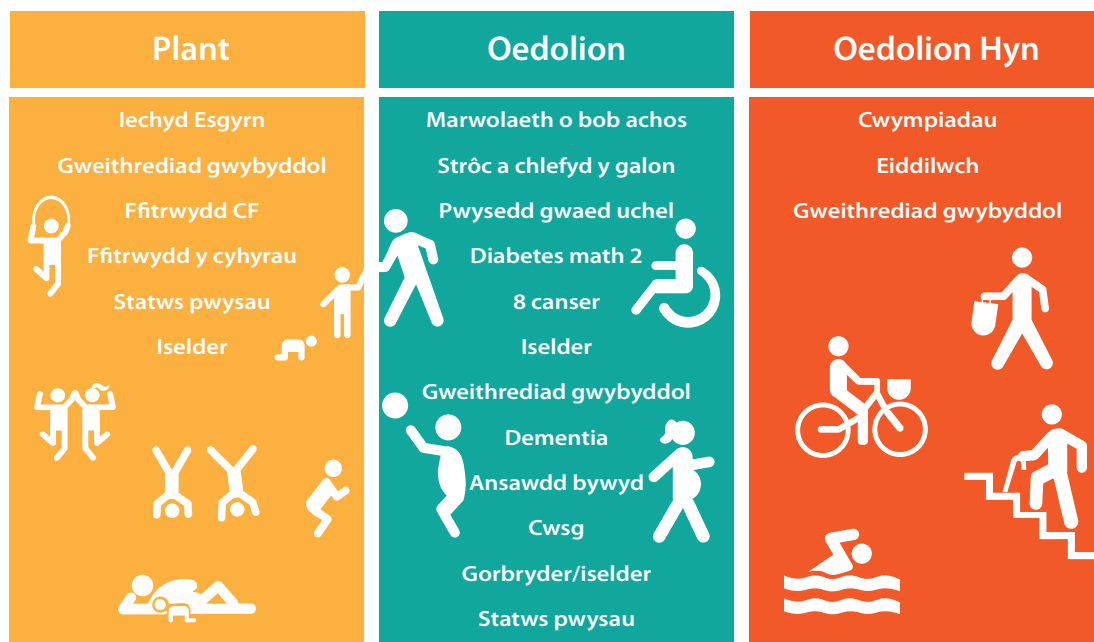 Plant
Iechyd Esgyrn
Gweithrediad gwybyddol
Ffitrwydd CF
Ffitrwydd y cyhyrau
Statws pwysau
Iselder
Oedolion
Marwolaeth o bob achos
Strôc a chlefyd y galon
Pwysedd gwaed uchel
Diabetes math 2
8 canser
Iselder
Gweithrediad gwybyddol
Dementia
Ansawdd bywyd
Cwsg
Gorbryder/iselder
Statws pwysau
Oedolion Hyn
Cwympiadau
Eiddilwch
Gweithrediad gwybyddol